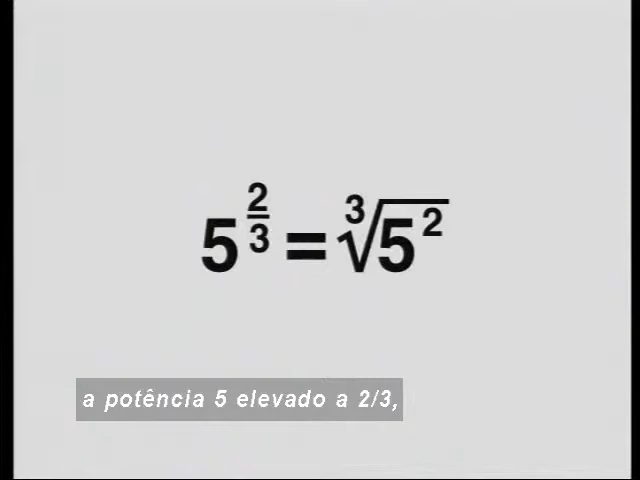 5^{2/3} = ∛5²
a potência 5 elevado a 2/3,